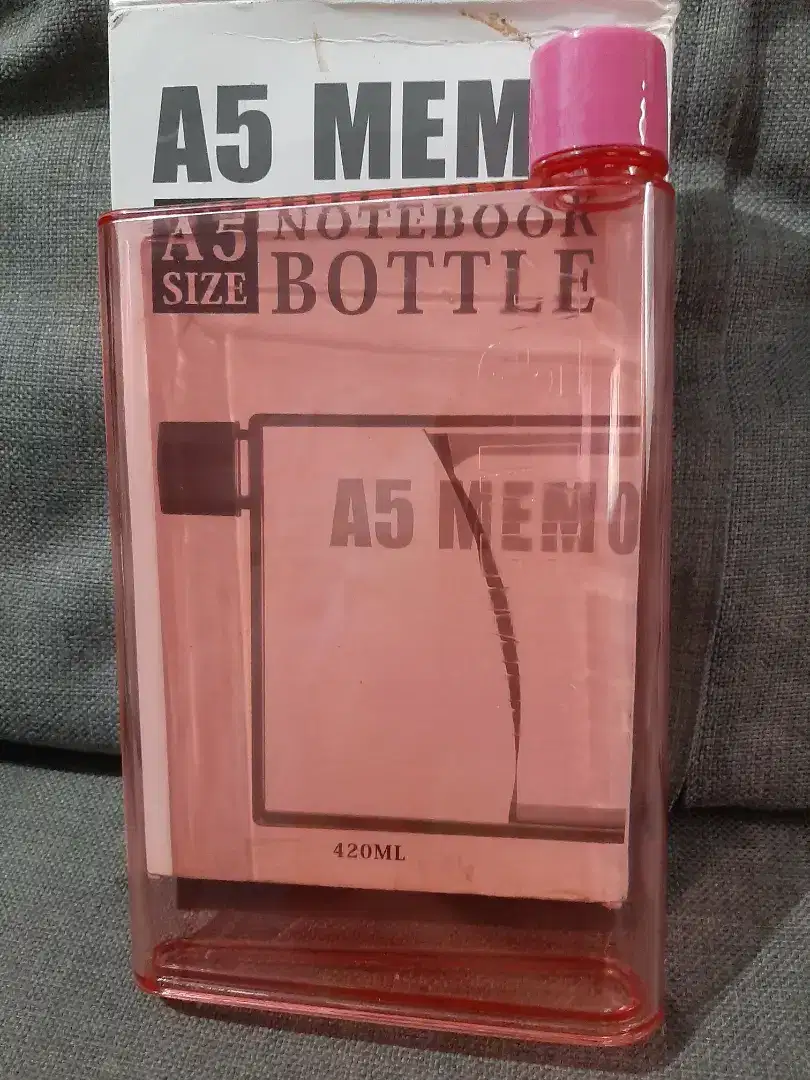 A5 MEM
A5 NOTEBOOK
SIZE BOTTLE
A5 MEMO
420ML